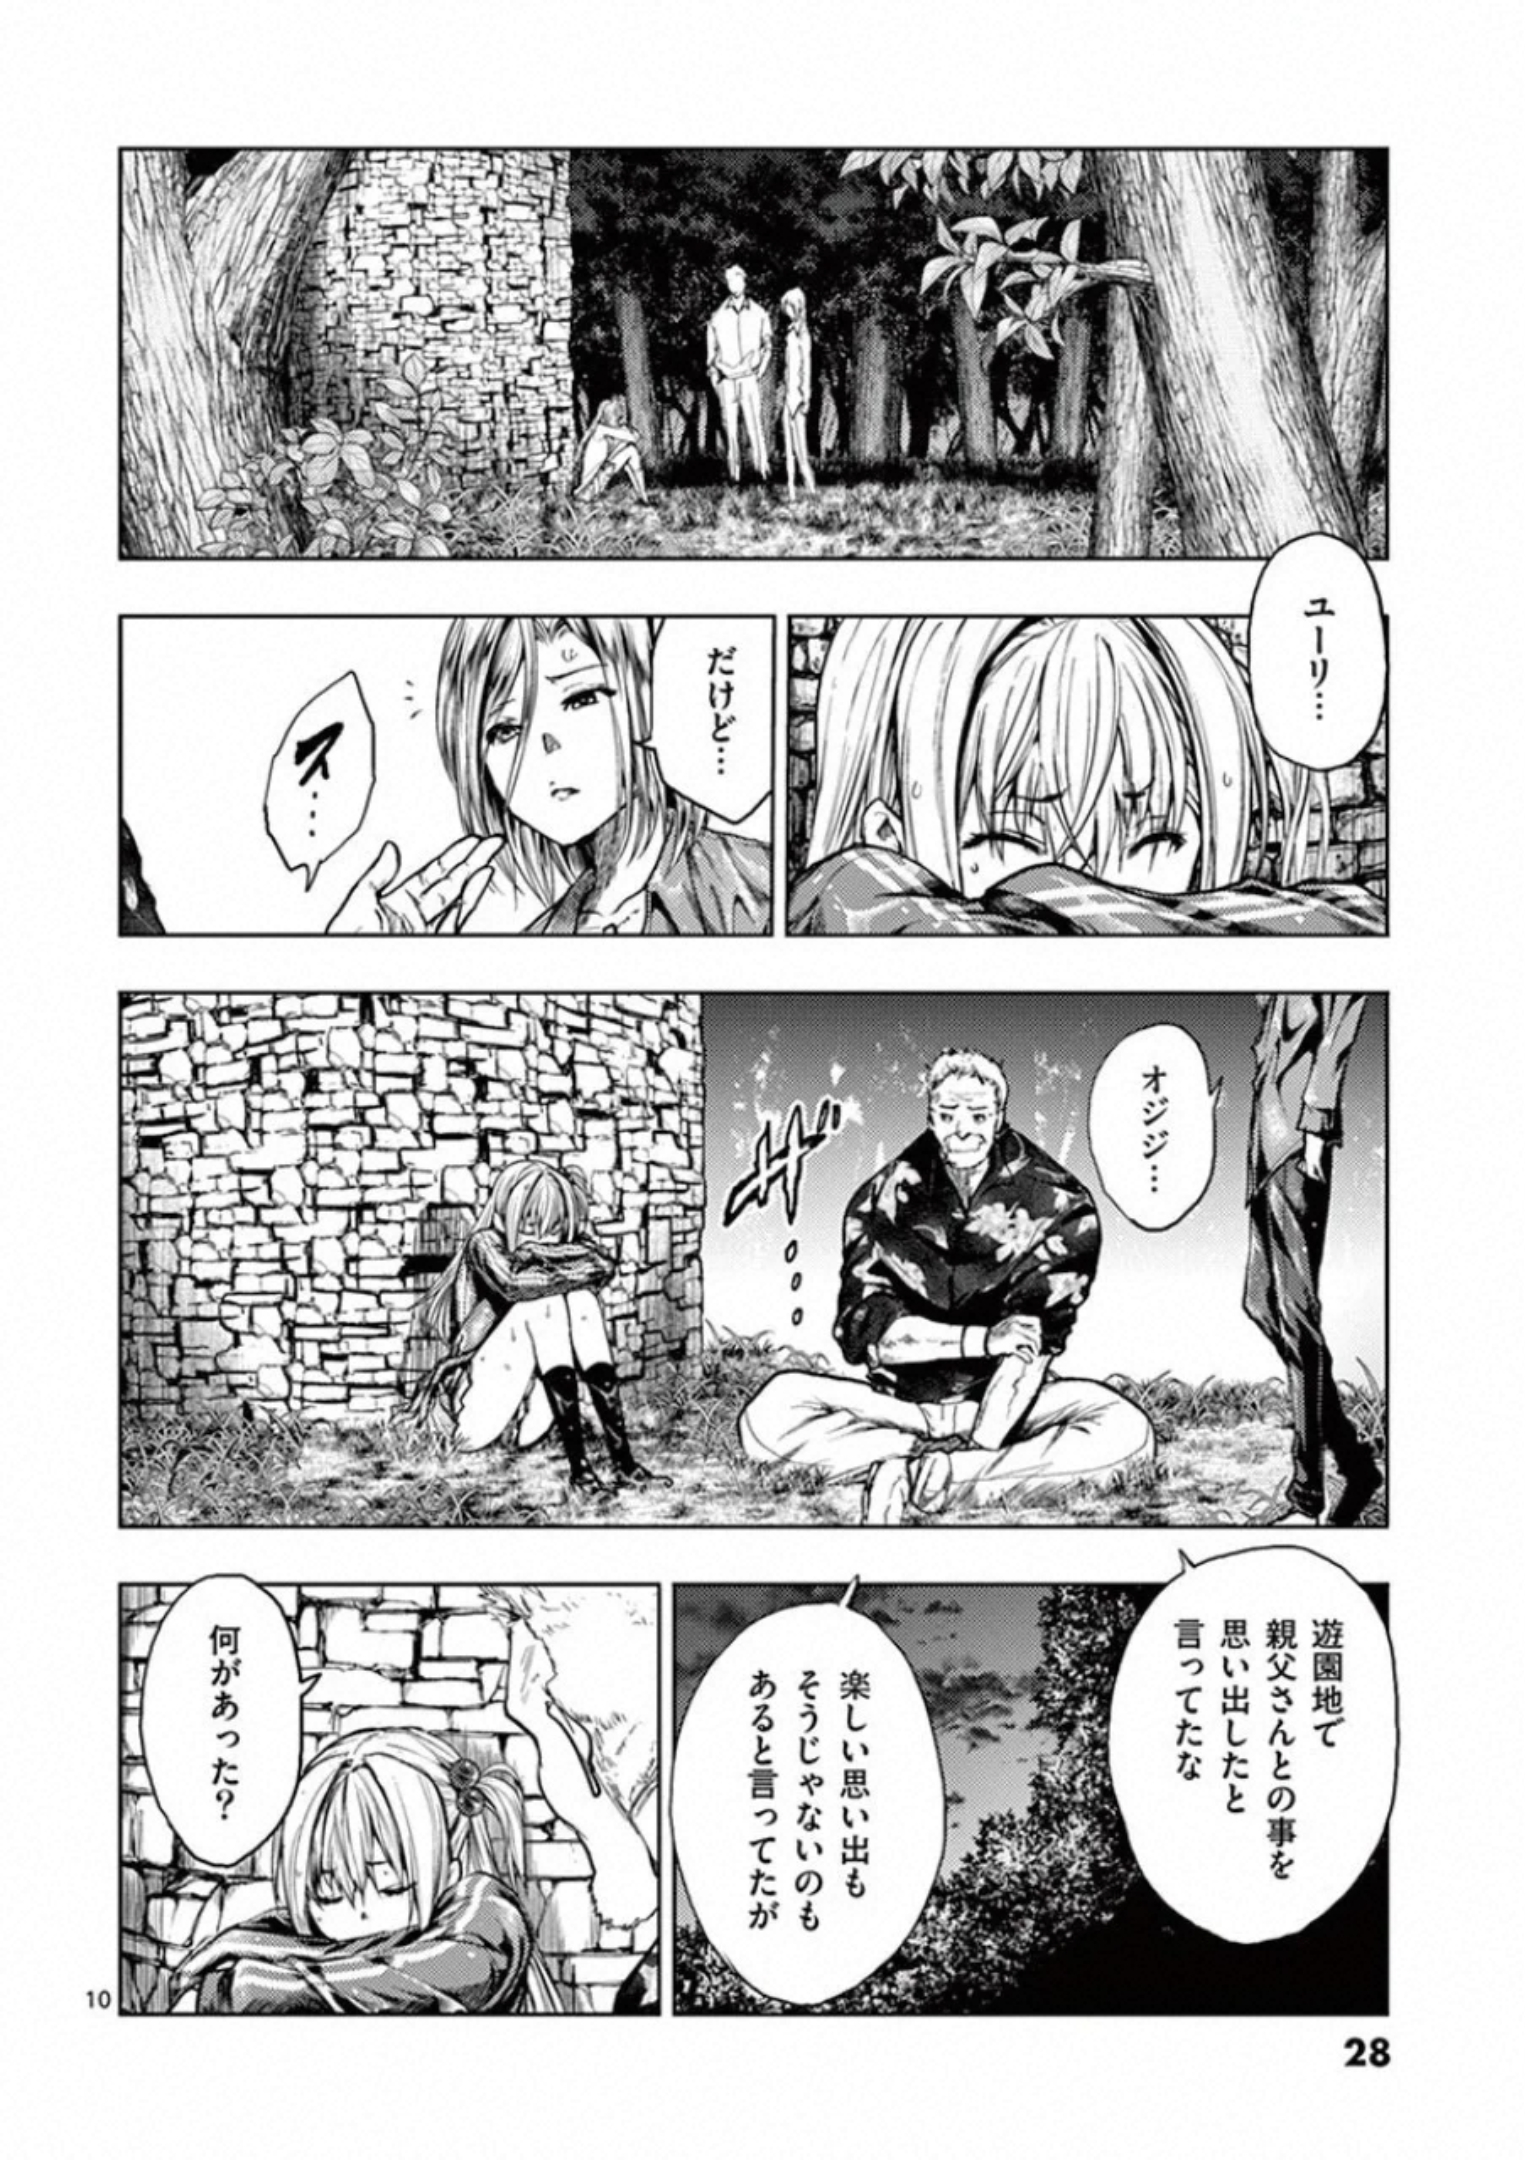 ユーリ…
だけど…
ス…
オジジ…
ザ…
遊園地で
親父さんとの事を
思い出したと
言ってたな
楽しい思い出も
そうじゃないのも
あると言ってたが
何があった？
10
28